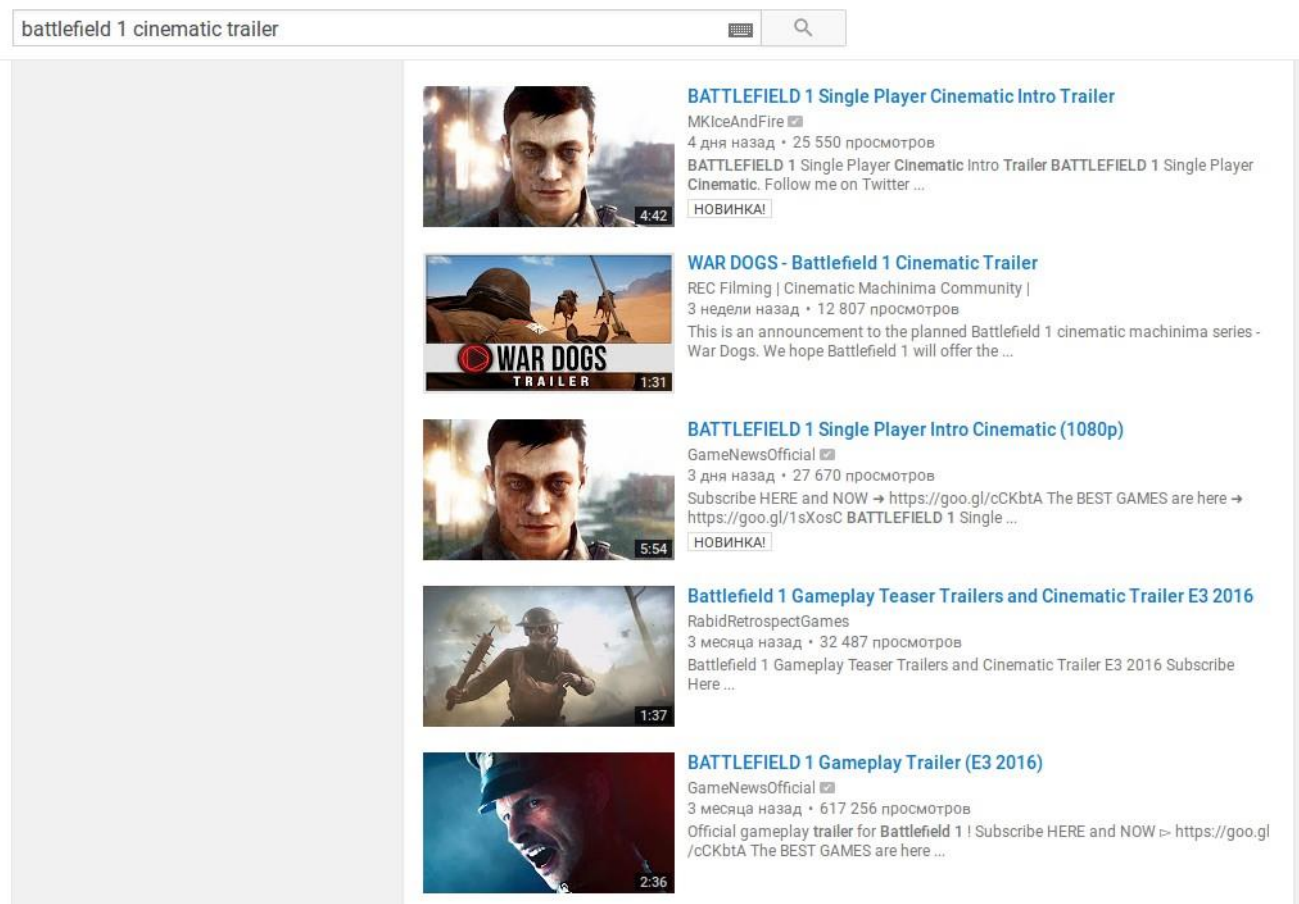 battlefield 1 cinematic trailer
BATTLEFIELD 1 Single Player Cinematic Intro Trailer
MKIceAndFire
4 дня назад • 25 550 просмотров
BATTLEFIELD 1 Single Player Cinematic Intro Trailer BATTLEFIELD 1 Single Player
Cinematic. Follow me on Twitter ...
НОВИНКА!
4:42
WAR DOGS - Battlefield 1 Cinematic Trailer
REC Filming | Cinematic Machinima Community |
3 недели назад • 12 807 просмотров
This is an announcement to the planned Battlefield 1 cinematic machinima series -
War Dogs. We hope Battlefield 1 will offer the ...
WAR DOGS
TRAILER
1:31
BATTLEFIELD 1 Single Player Intro Cinematic (1080p)
GameNewsOfficial
3 дня назад • 27 670 просмотров
Subscribe HERE and NOW ➜ https://goo.gl/cCKbtA The BEST GAMES are here ➜
https://goo.gl/1sXosC BATTLEFIELD 1 Single ...
НОВИНКА!
5:54
Battlefield 1 Gameplay Teaser Trailers and Cinematic Trailer E3 2016
RabidRetrospectGames
3 месяца назад • 32 487 просмотров
Battlefield 1 Gameplay Teaser Trailers and Cinematic Trailer E3 2016 Subscribe
Here ...
1:37
BATTLEFIELD 1 Gameplay Trailer (E3 2016)
GameNewsOfficial
3 месяца назад • 617 256 просмотров
Official gameplay trailer for Battlefield 1 ! Subscribe HERE and NOW ▻ https://goo.gl
/cCKbtA The BEST GAMES are here ...
2:36